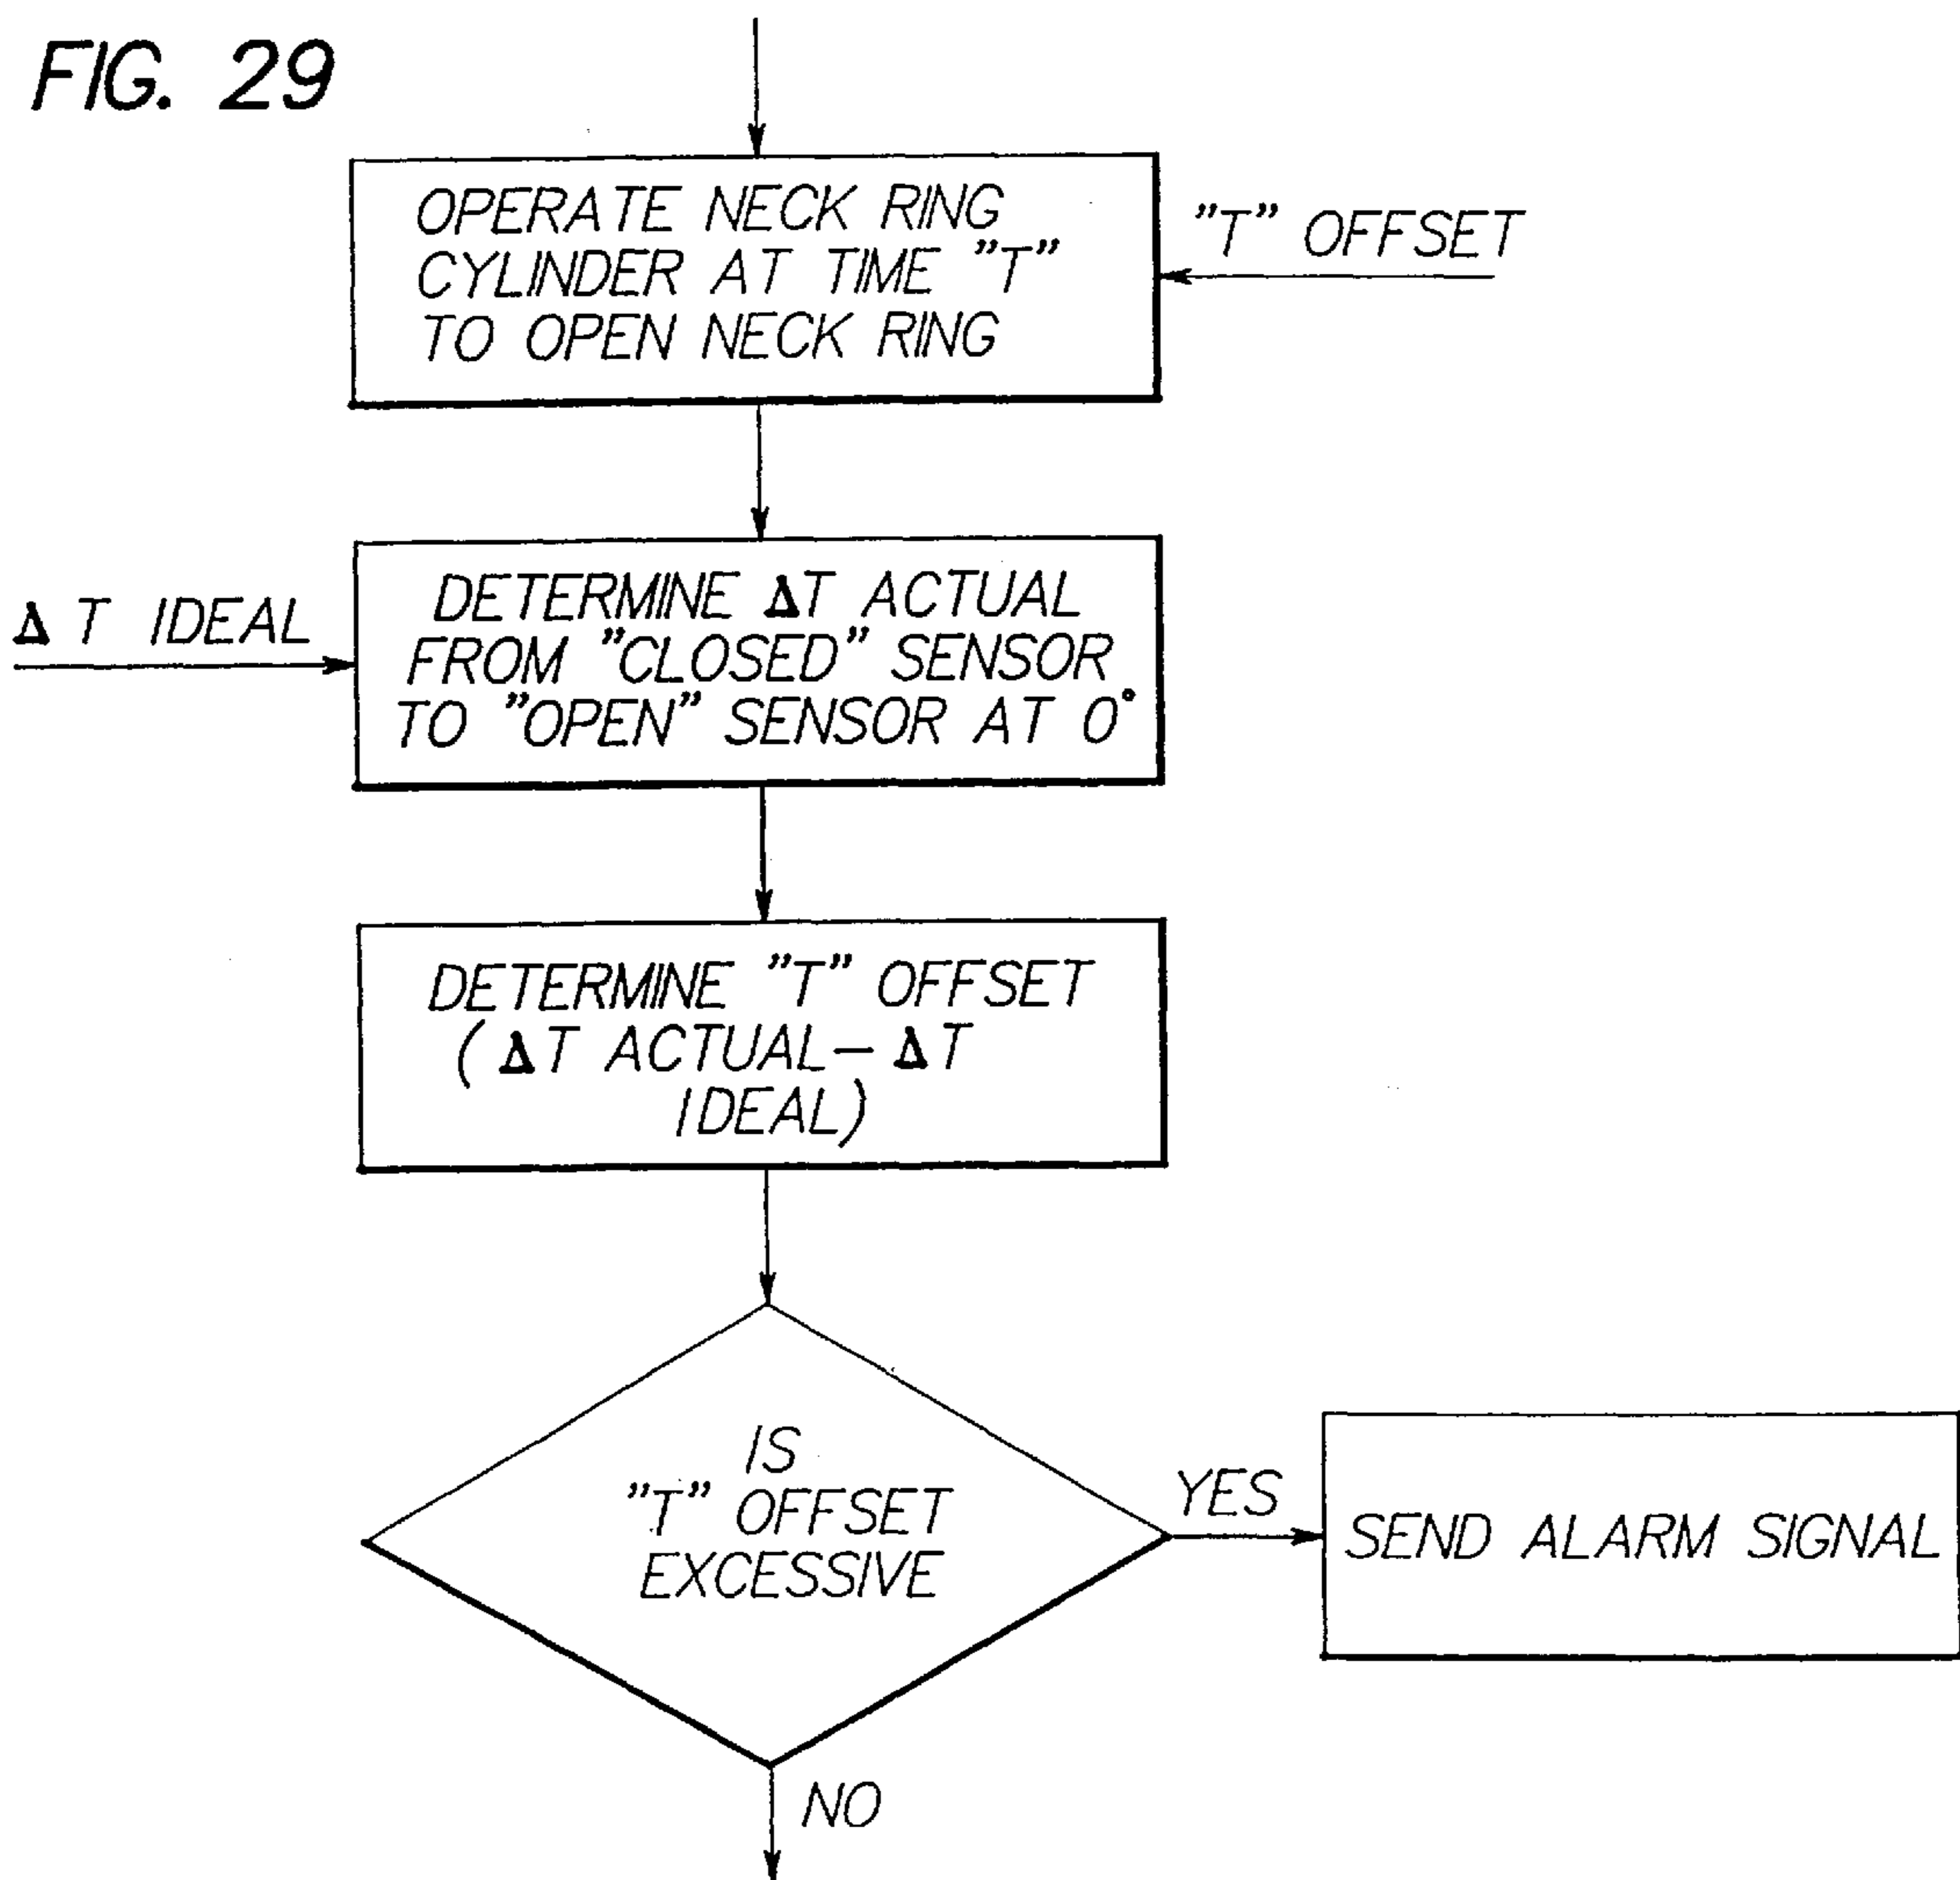 FIG. 29
OPERATE NECK RING
CYLINDER AT TIME "T"
TO OPEN NECK RING
"T" OFFSET
Δ T IDEAL
DETERMINE ΔT ACTUAL
FROM "CLOSED" SENSOR
TO "OPEN" SENSOR AT 0°
DETERMINE "T" OFFSET
(ΔT ACTUAL- ΔT
IDEAL)
IS
"T" OFFSET
EXCESSIVE
YES
SEND ALARM SIGNAL
NO